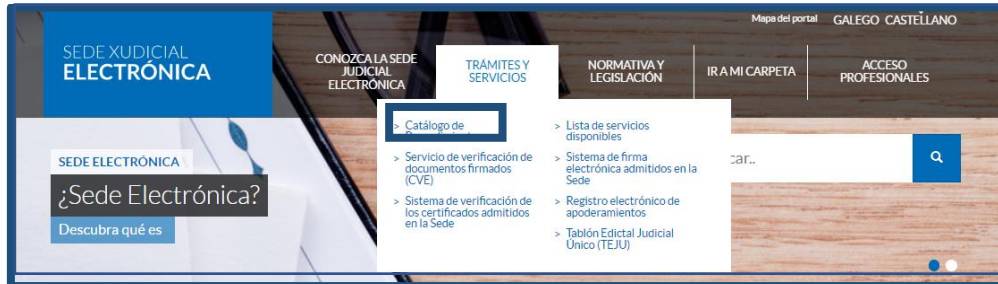 Mapa del portal GALEGO CASTELLANO
SEDE XUDICIAL
ELECTRÓNICA
CONOZCA LA SEDE
JUDICIAL
ELECTRÓNICA
TRÁMITES Y
SERVICIOS
NORMATIVA Y
LEGISLACIÓN
IR A MI CARPETA
ACCESO
PROFESIONALES
> Catálogo de
> Servicio de verificación de
documentos firmados
(CVE)
> Sistema de verificación de
los certificados admitidos
en la Sede
> Lista de servicios
disponibles
> Sistema de firma
electrónica admitidos en la
Sede
> Registro electrónico de
apoderamientos
> Tablón Edictal Judicial
Único (TEJU)
car..
SEDE ELECTRÓNICA
¿Sede Electrónica?
Descubra qué es